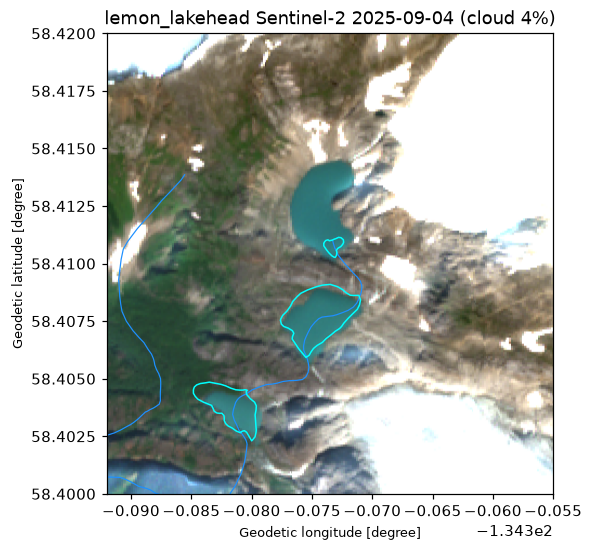 lemon_lakehead Sentinel-2 2025-09-04 (cloud 4%)
58.4200
58.4175
58.4150
58.4125
58.4100
58.4075
58.4050
58.4025
58.4000
Geodetic latitude [degree]
−0.090 −0.085 −0.080 −0.075 −0.070 −0.065 −0.060 −0.055
Geodetic longitude [degree]
−1.343e2